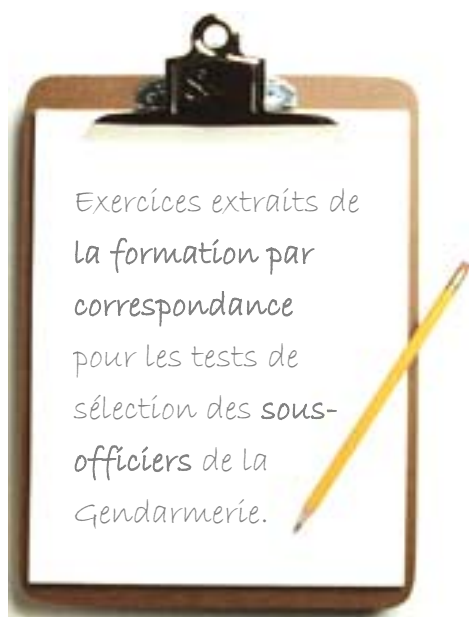 Exercices extraits de
la formation par
correspondance
pour les tests de
sélection des sous-
officiers de la
Gendarmerie.